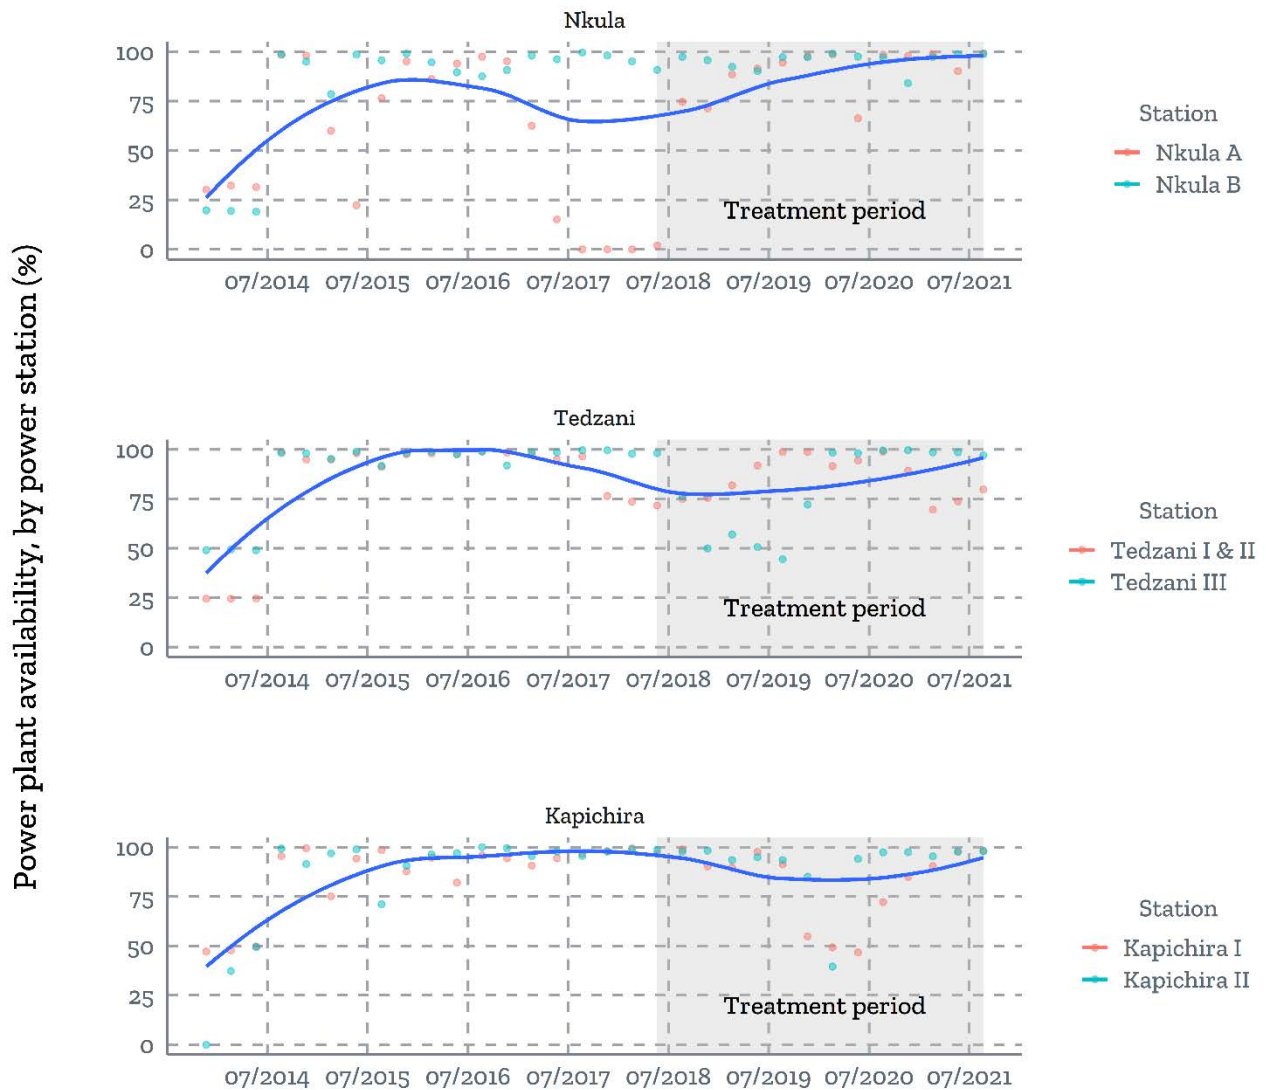 Power plant availability, by power station (%)
Nkula
100
75
50
25
0
Treatment period
07/2014 07/2015 07/2016 07/2017 07/2018 07/2019 07/2020 07/2021
Station
Nkula A
Nkula B
Tedzani
100
75
50
25
0
Treatment period
07/2014 07/2015 07/2016 07/2017 07/2018 07/2019 07/2020 07/2021
Station
Tedzani I & II
Tedzani III
Kapichira
100
75
50
25
0
Treatment period
07/2014 07/2015 07/2016 07/2017 07/2018 07/2019 07/2020 07/2021
Station
Kapichira I
Kapichira II